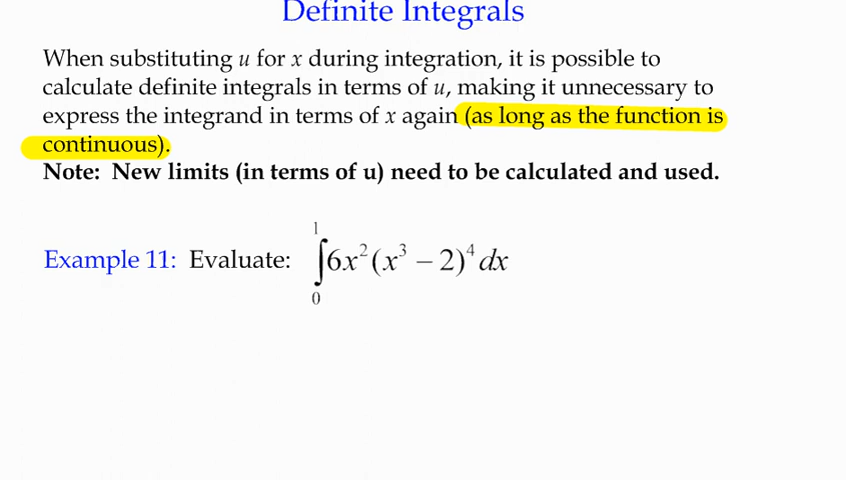 Definite Integrals
When substituting u for x during integration, it is possible to
calculate definite integrals in terms of u, making it unnecessary to
express the integrand in terms of x again (as long as the function is
continuous).
Note: New limits (in terms of u) need to be calculated and used.
Example 11: Evaluate: ∫₀¹ 6x²(x³ − 2)⁴ dx